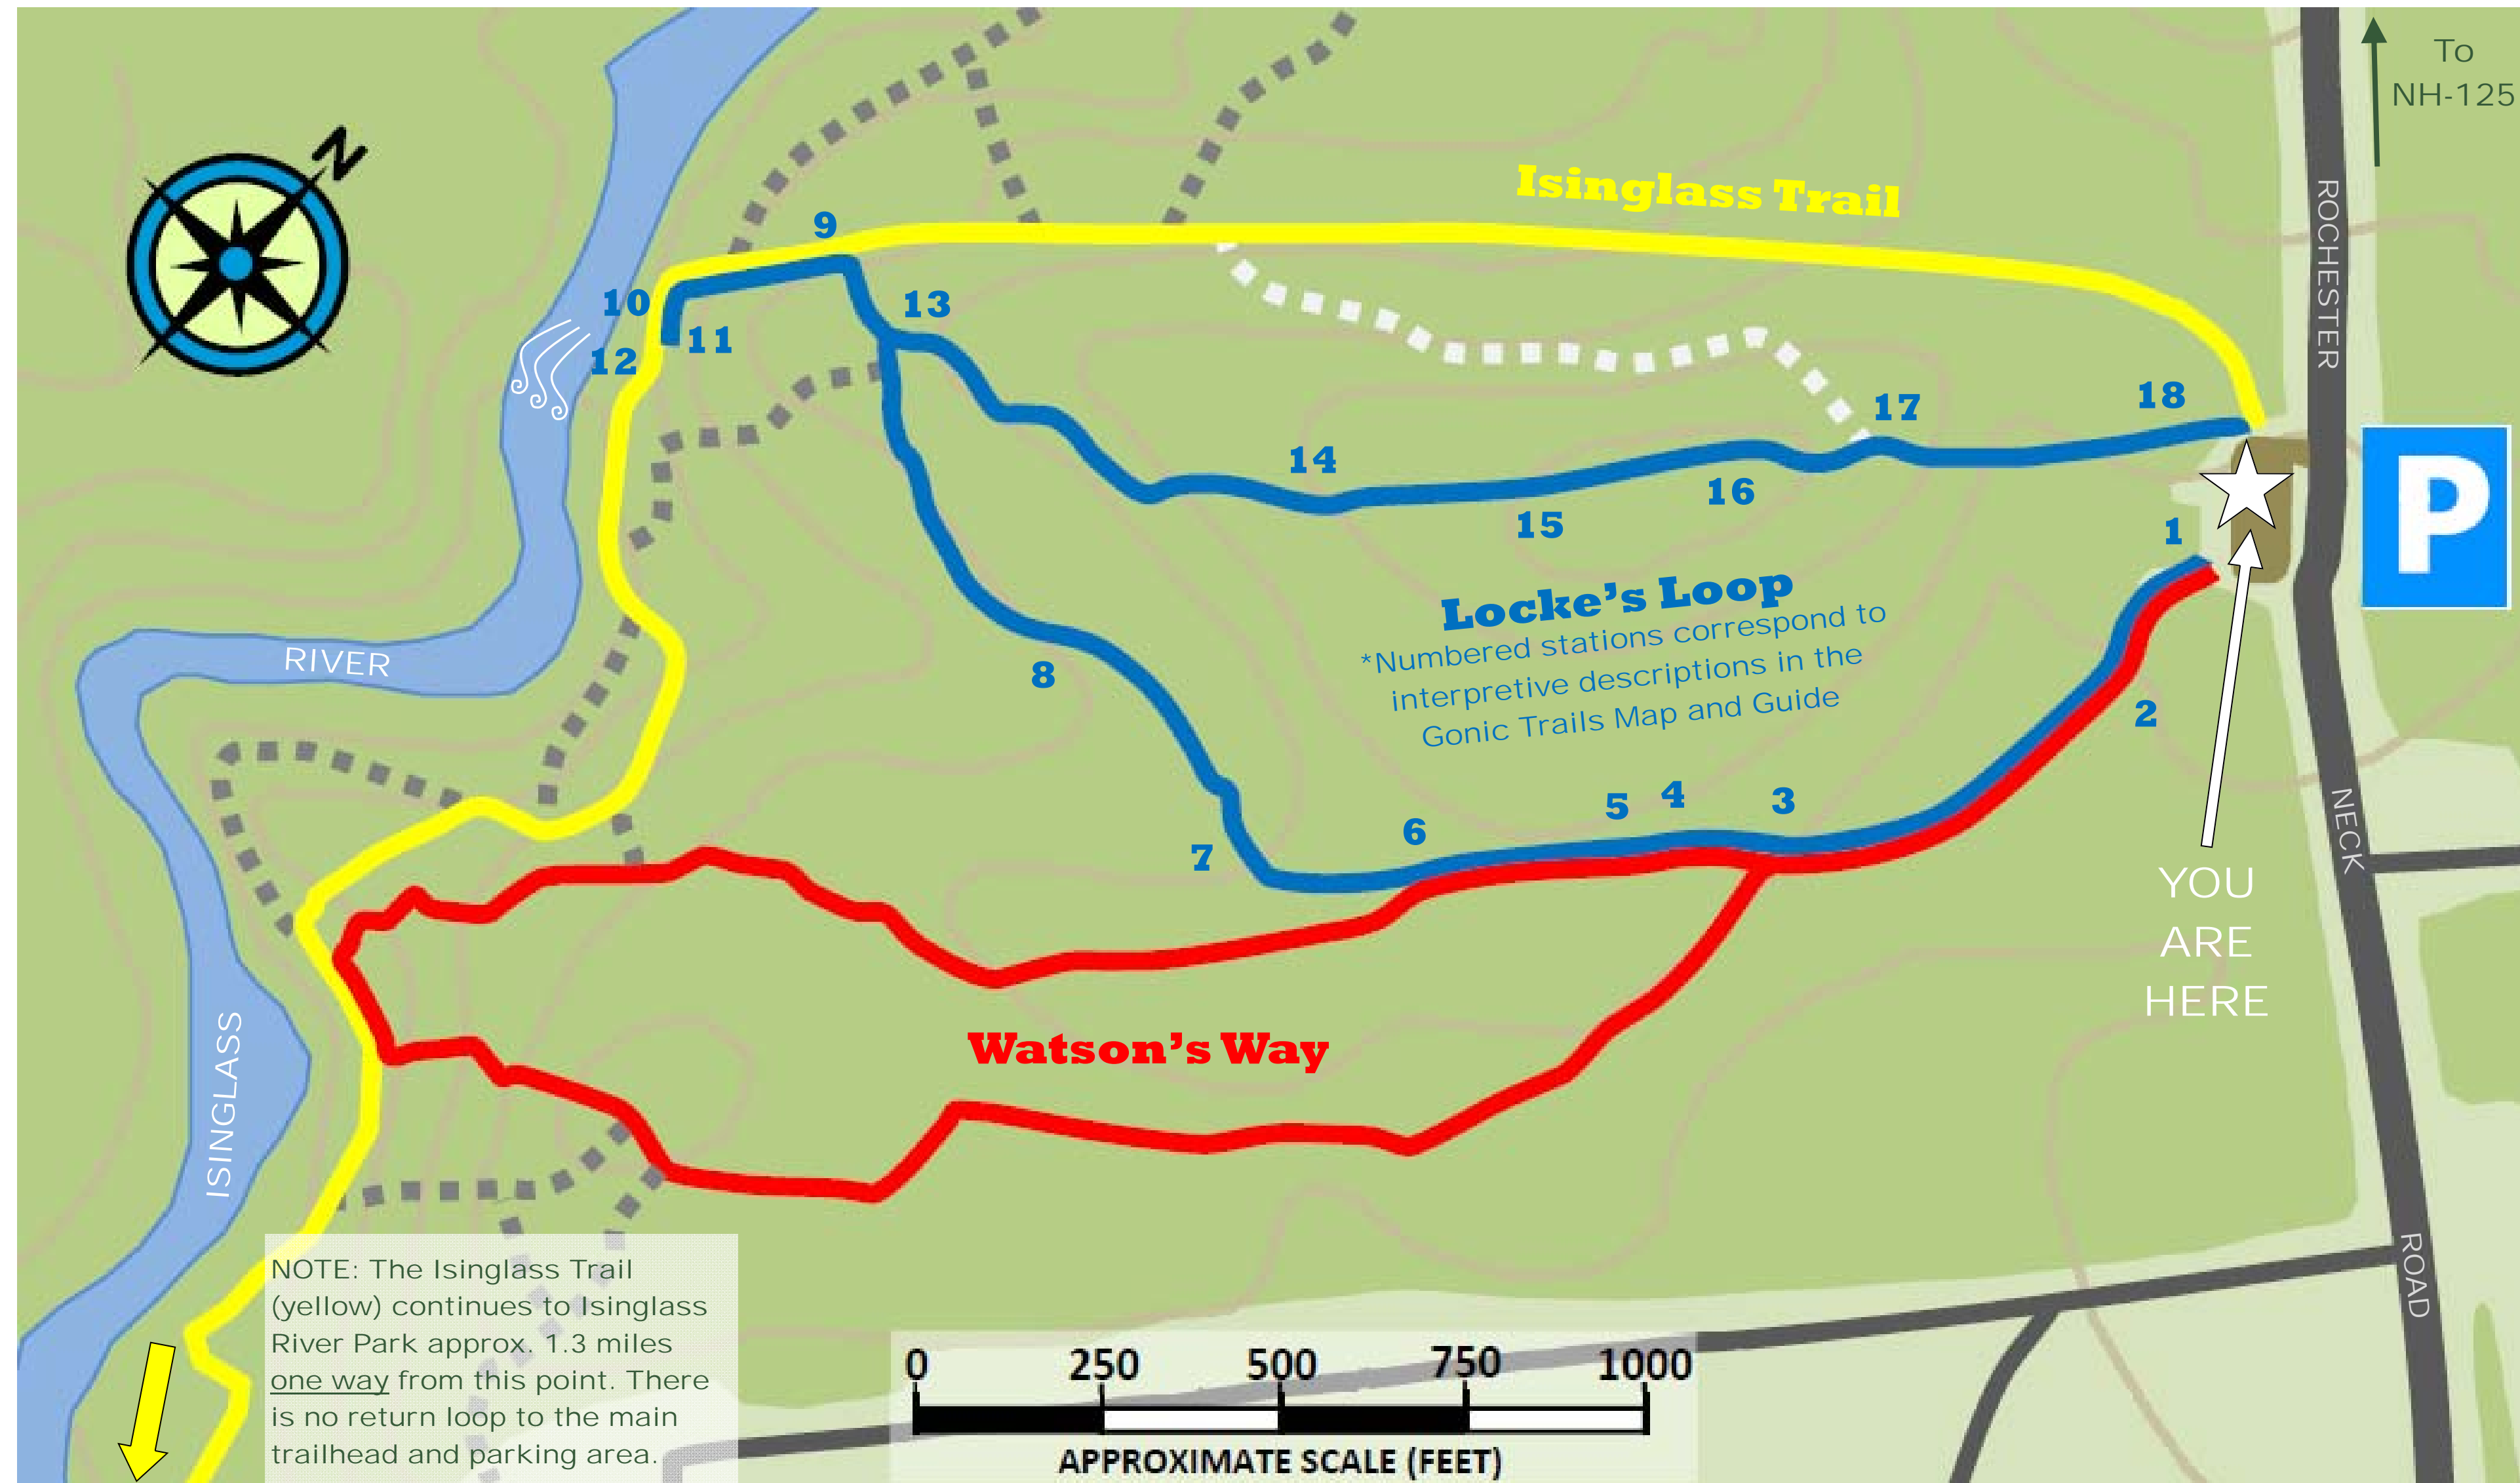 N
To
NH-125
ROCHESTER
Isinglass Trail
9
10
11
12
13
14
15
16
17
18
P
1
Locke's Loop
*Numbered stations correspond to
interpretive descriptions in the
Gonic Trails Map and Guide
RIVER
8
2
3
4
5
6
7
NECK
YOU
ARE
HERE
Watson's Way
ISINGLASS
ROAD
NOTE: The Isinglass Trail
(yellow) continues to Isinglass
River Park approx. 1.3 miles
one way from this point. There
is no return loop to the main
trailhead and parking area.
0 250 500 750 1000
APPROXIMATE SCALE (FEET)